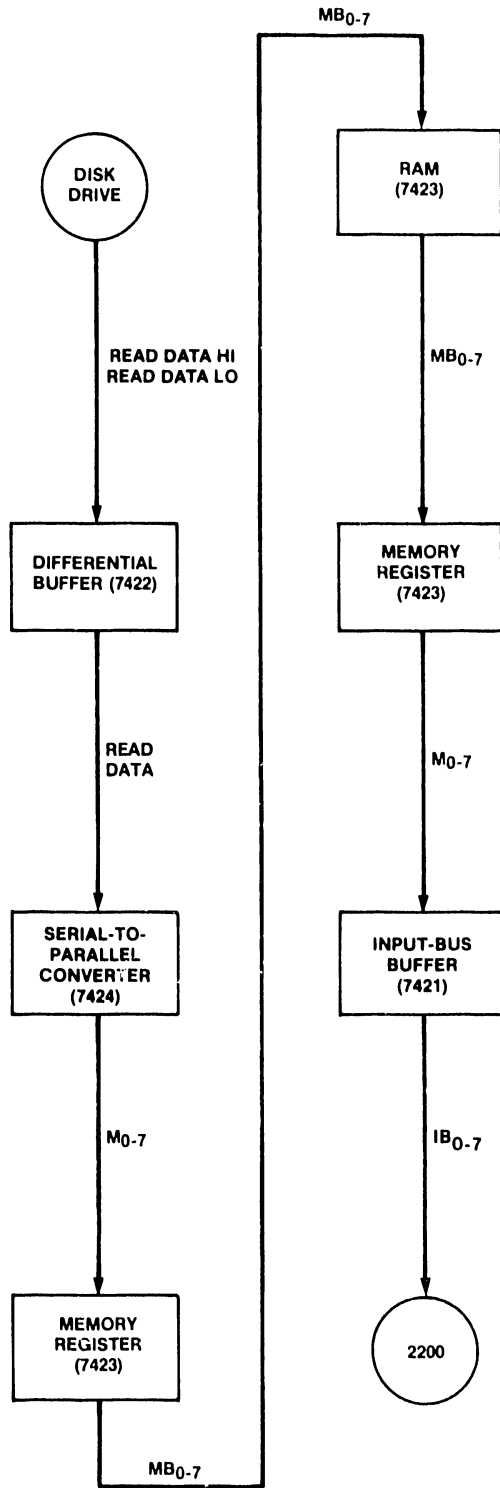 DISK
DRIVE
READ DATA HI
READ DATA LO
DIFFERENTIAL
BUFFER (7422)
READ
DATA
SERIAL-TO-
PARALLEL
CONVERTER
(7424)
M0-7
MEMORY
REGISTER
(7423)
MB0-7
MB0-7
RAM
(7423)
MB0-7
MEMORY
REGISTER
(7423)
M0-7
INPUT-BUS
BUFFER
(7421)
IB0-7
2200